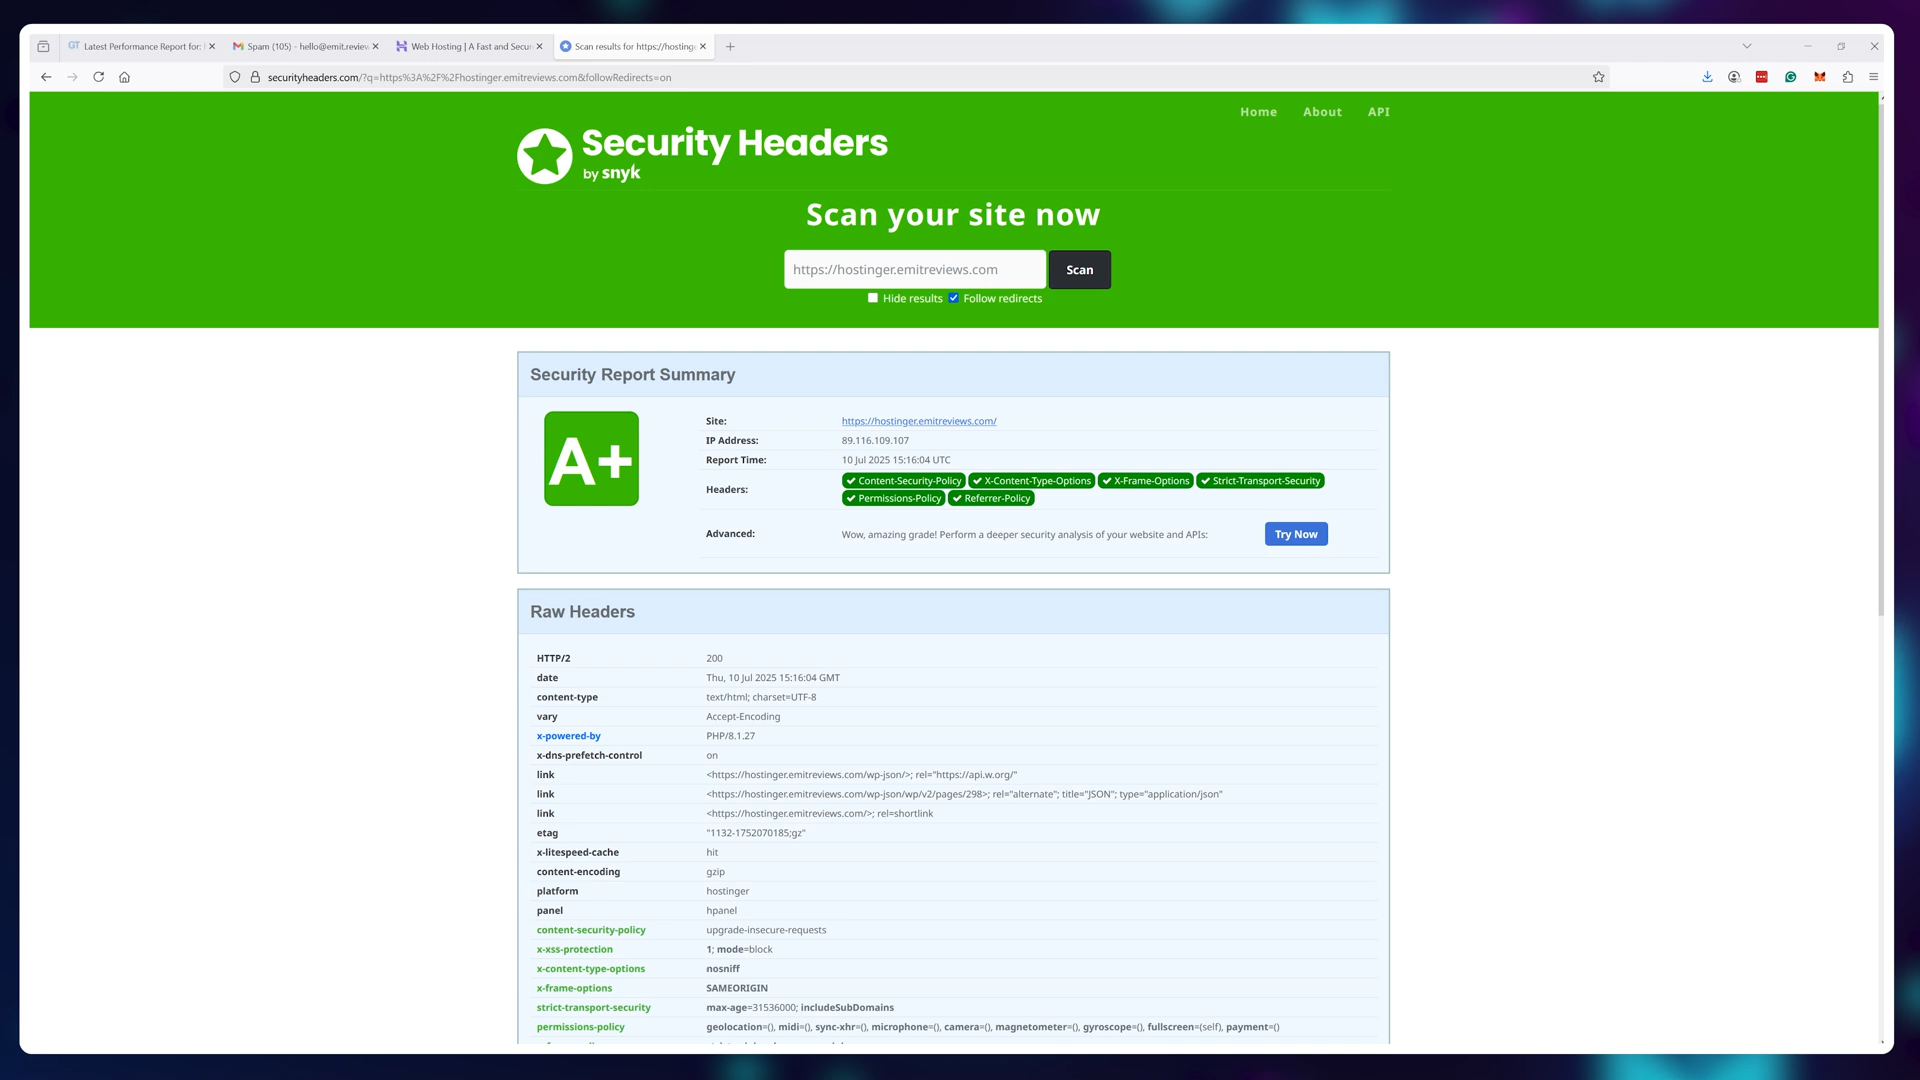 Latest Performance Report for:
Spam (105) - hello@emit.review
Web Hosting | A Fast and Secur
Scan results for https://hosting
securityheaders.com/?q=https%3A%2F%2Fhostinger.emitreviews.com&followRedirects=on
Home About API
Security Headers
by snyk
Scan your site now
https://hostinger.emitreviews.com Scan
Hide results Follow redirects
Security Report Summary
A+
Site: https://hostinger.emitreviews.com/
IP Address: 89.116.109.107
Report Time: 10 Jul 2025 15:16:04 UTC
Headers: Content-Security-Policy X-Content-Type-Options X-Frame-Options Strict-Transport-Security
Permissions-Policy Referrer-Policy
Advanced: Wow, amazing grade! Perform a deeper security analysis of your website and APIs: Try Now
Raw Headers
HTTP/2 200
date Thu, 10 Jul 2025 15:16:04 GMT
content-type text/html; charset=UTF-8
vary Accept-Encoding
x-powered-by PHP/8.1.27
x-dns-prefetch-control on
link <https://hostinger.emitreviews.com/wp-json/>; rel="https://api.w.org/"
link <https://hostinger.emitreviews.com/wp-json/wp/v2/pages/298>; rel="alternate"; title="JSON"; type="application/json"
link <https://hostinger.emitreviews.com/>; rel=shortlink
etag "1132-1752070185;gz"
x-litespeed-cache hit
content-encoding gzip
platform hostinger
panel hpanel
content-security-policy upgrade-insecure-requests
x-xss-protection 1; mode=block
x-content-type-options nosniff
x-frame-options SAMEORIGIN
strict-transport-security max-age=31536000; includeSubDomains
permissions-policy geolocation=(), midi=(), sync-xhr=(), microphone=(), camera=(), magnetometer=(), gyroscope=(), fullscreen=(self), payment=()